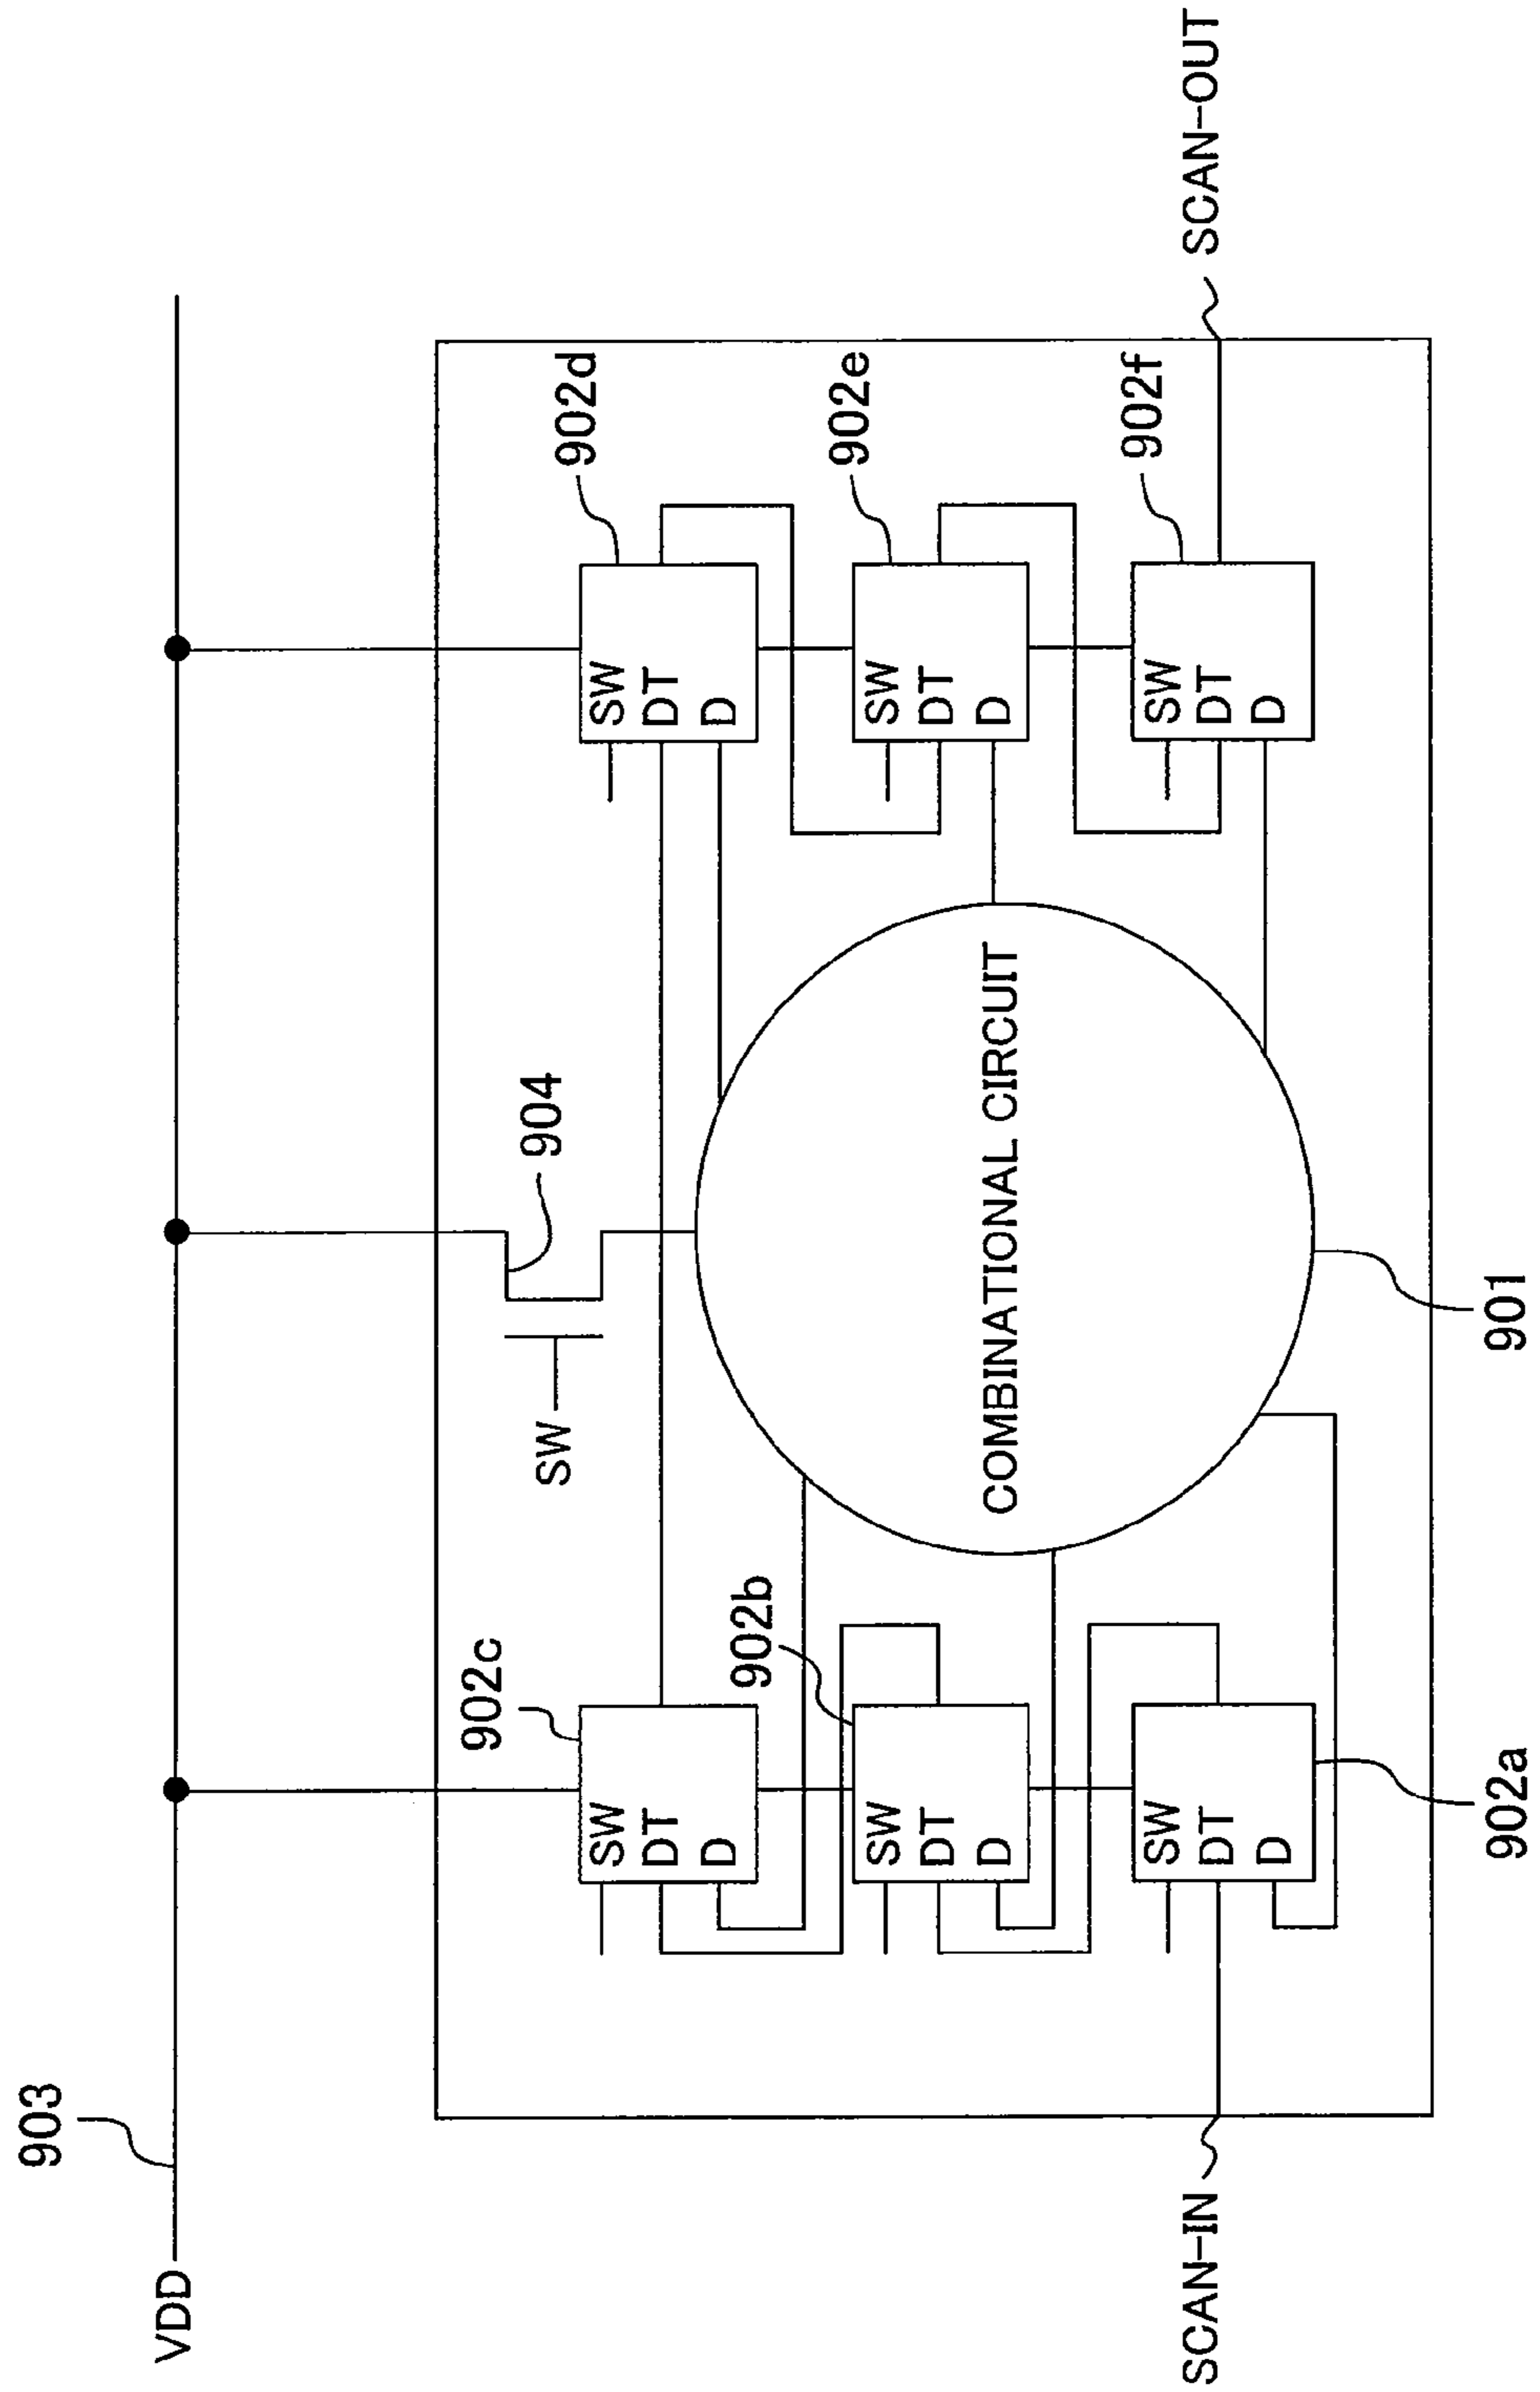 903
VDD
902c
SW
DT
D
902b
SW
DT
D
SW
DT
D
902a
SCAN-IN
SW
904
COMBINATIONAL CIRCUIT
901
902d
SW
DT
D
902e
SW
DT
D
902f
SW
DT
D
SCAN-OUT